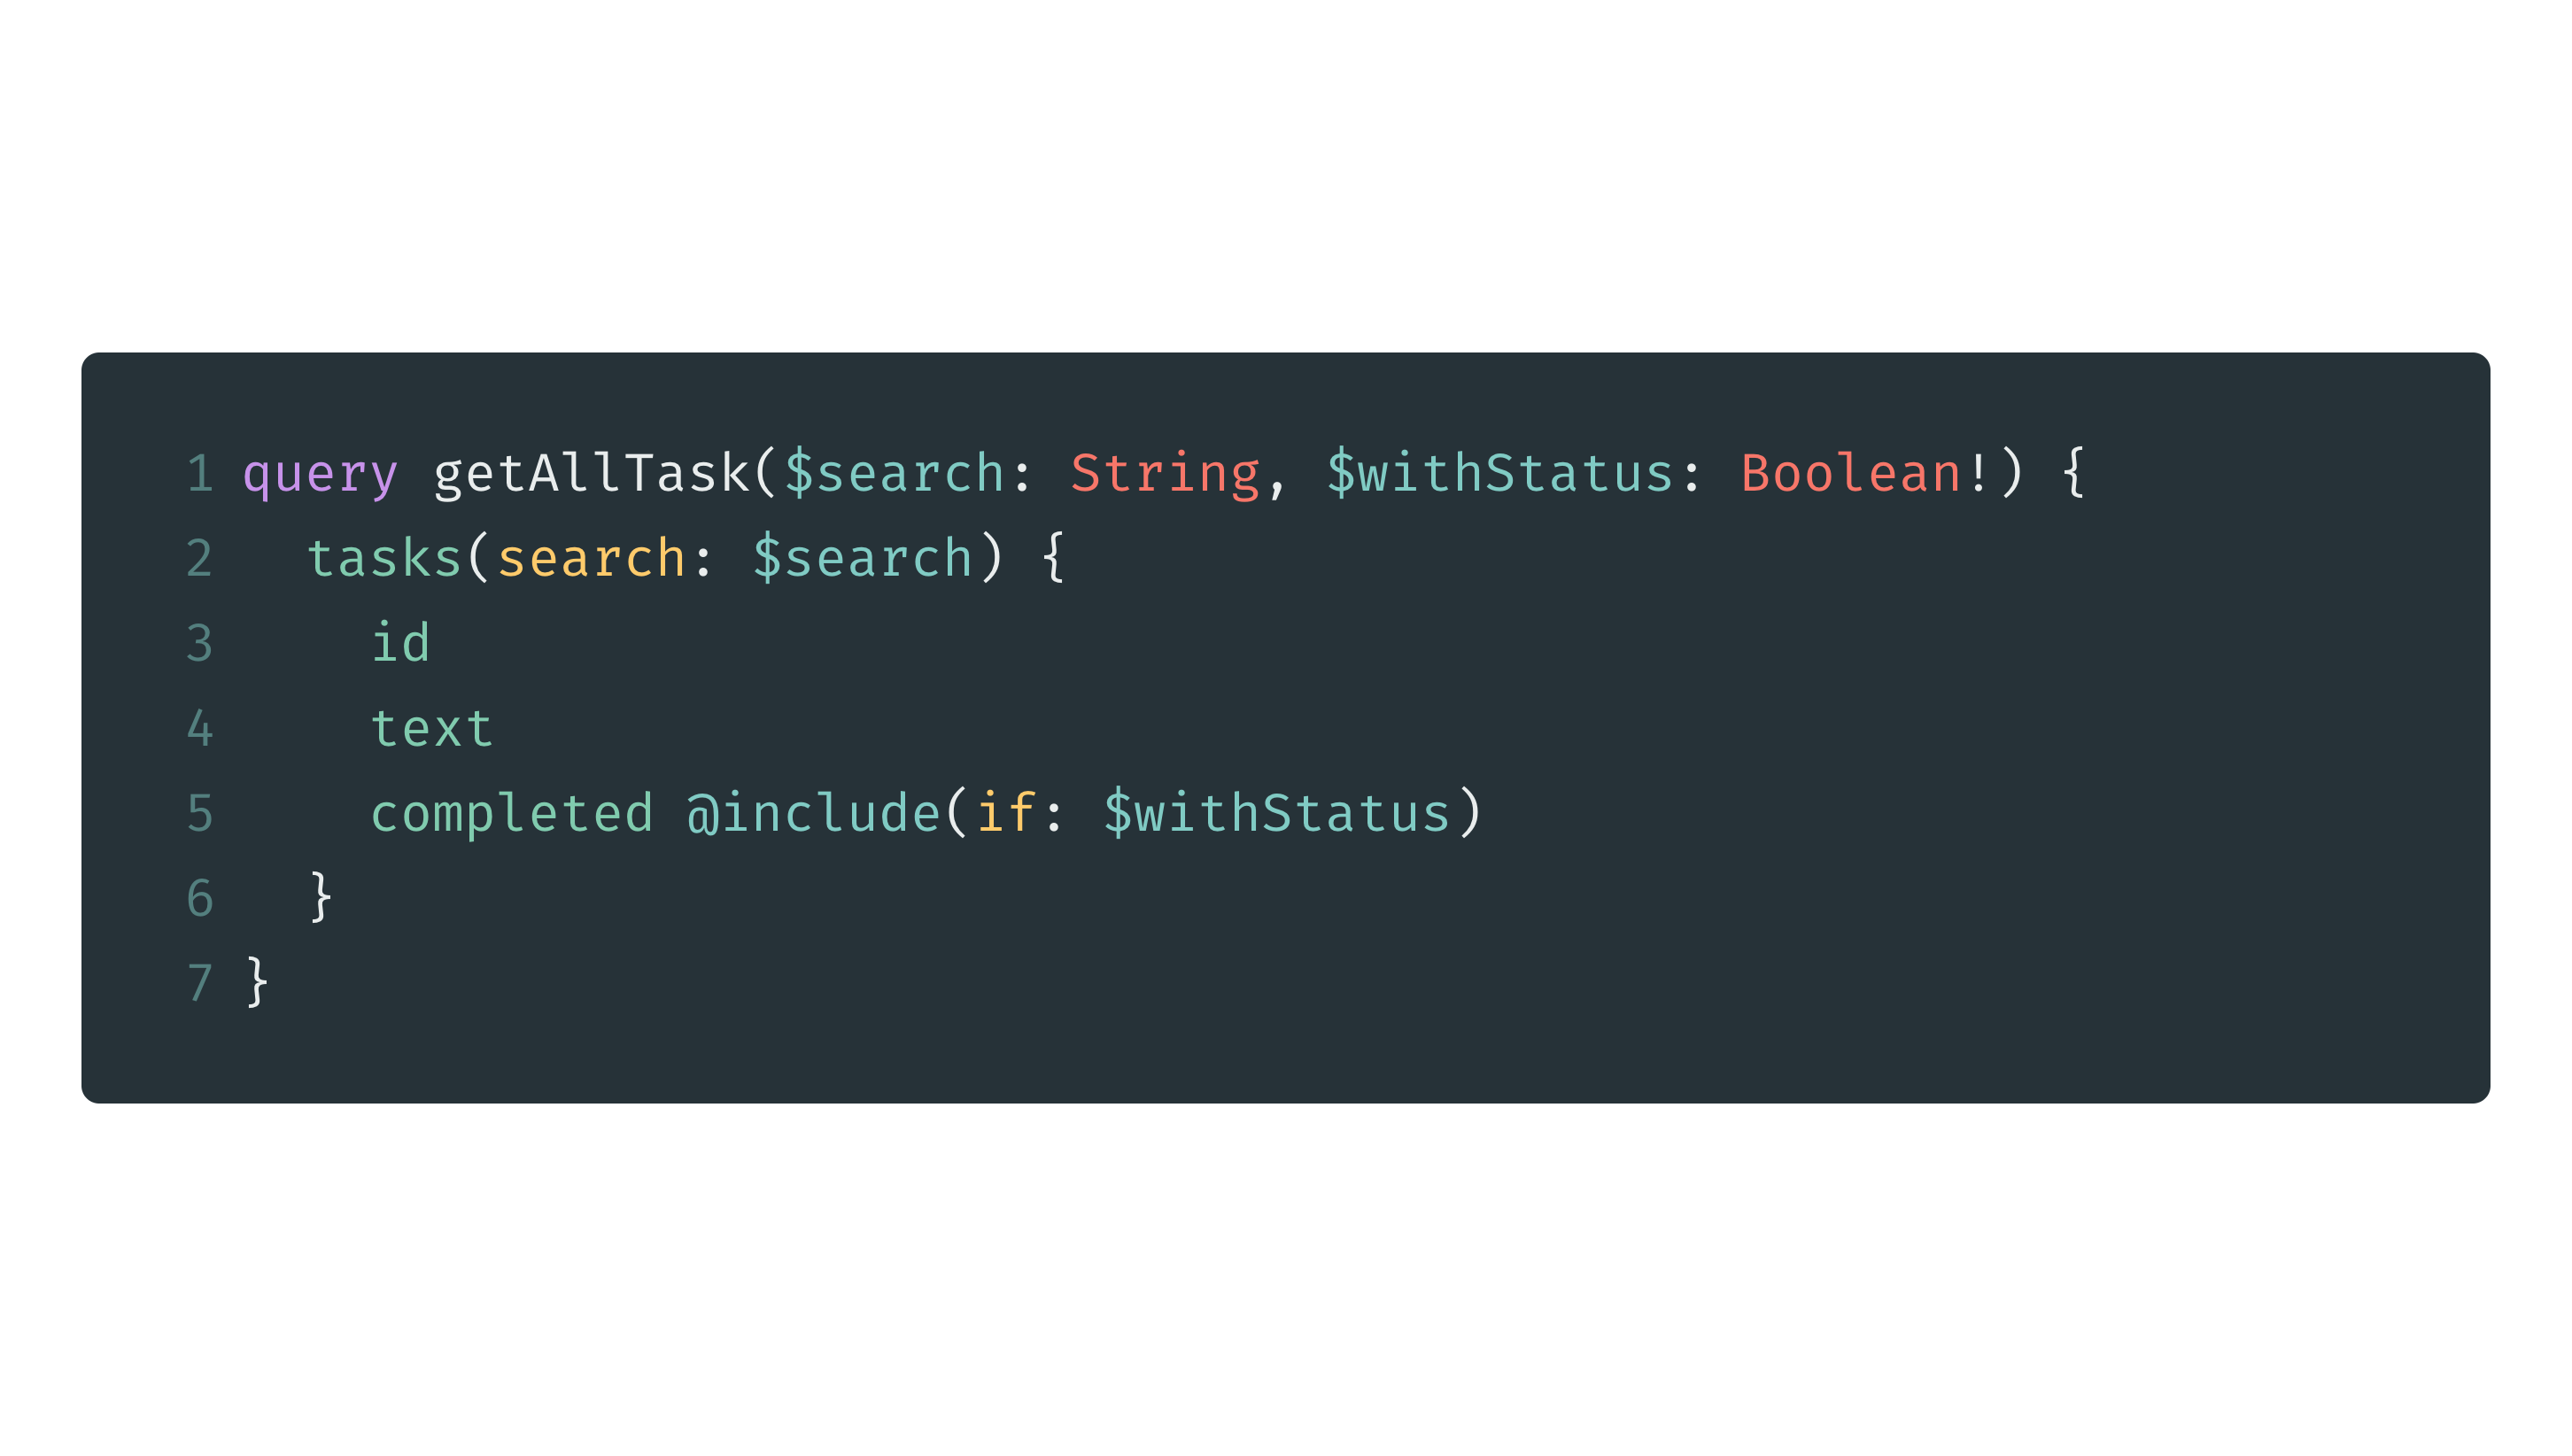 1 query getAllTask($search: String, $withStatus: Boolean!) {
2   tasks(search: $search) {
3     id
4     text
5     completed @include(if: $withStatus)
6   }
7 }